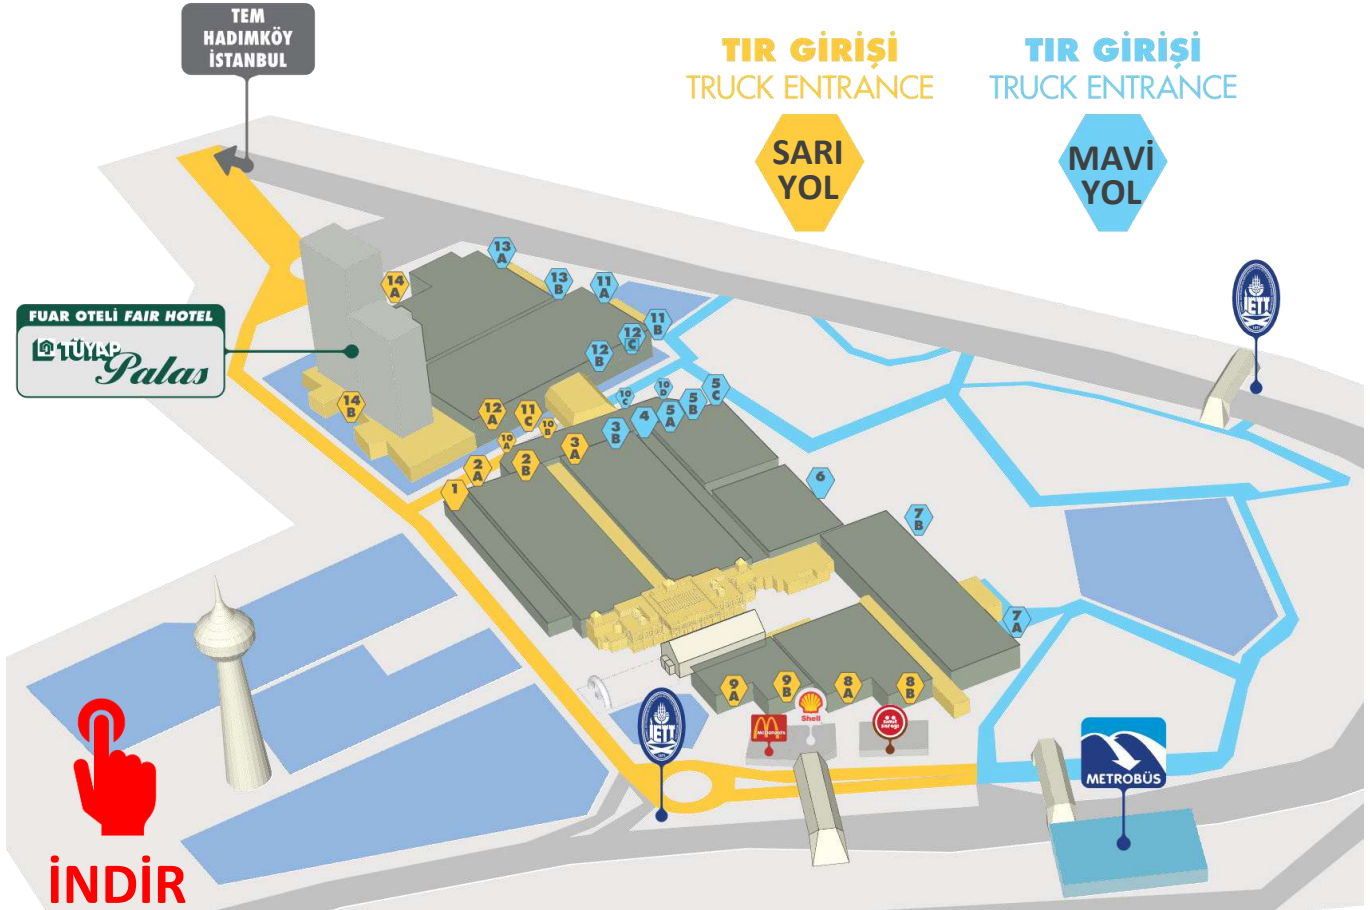 TEM
HADIMKÖY
İSTANBUL
TIR GİRİŞİ
TRUCK ENTRANCE
SARI
YOL
TIR GİRİŞİ
TRUCK ENTRANCE
MAVİ
YOL
FUAR OTELİ FAIR HOTEL
TÜYAP
Palas
İETT
13
A
13
B
11
A
14
A
11
B
12
C
12
B
10
D
5
C
10
C
5
B
5
A
4
3
B
14
B
12
A
11
C
10
B
10
A
3
A
2
B
2
A
1
6
7
B
7
A
9
A
9
B
8
A
8
B
İETT
McDonald's
Shell
METROBÜS
İNDİR